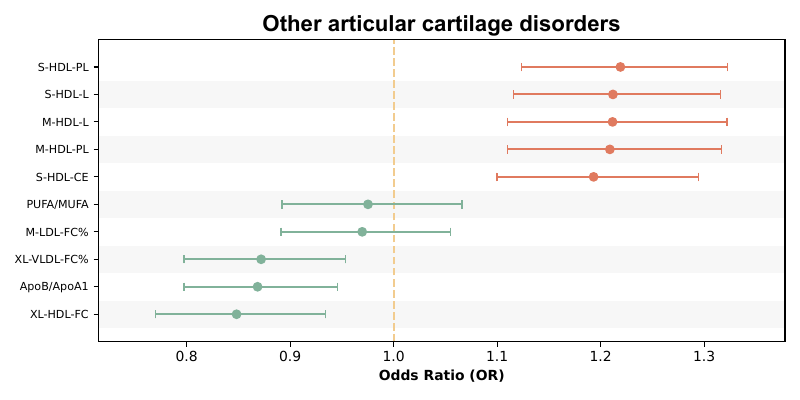 Other articular cartilage disorders
S-HDL-PL
S-HDL-L
M-HDL-L
M-HDL-PL
S-HDL-CE
PUFA/MUFA
M-LDL-FC%
XL-VLDL-FC%
ApoB/ApoA1
XL-HDL-FC
0.8 0.9 1.0 1.1 1.2 1.3
Odds Ratio (OR)